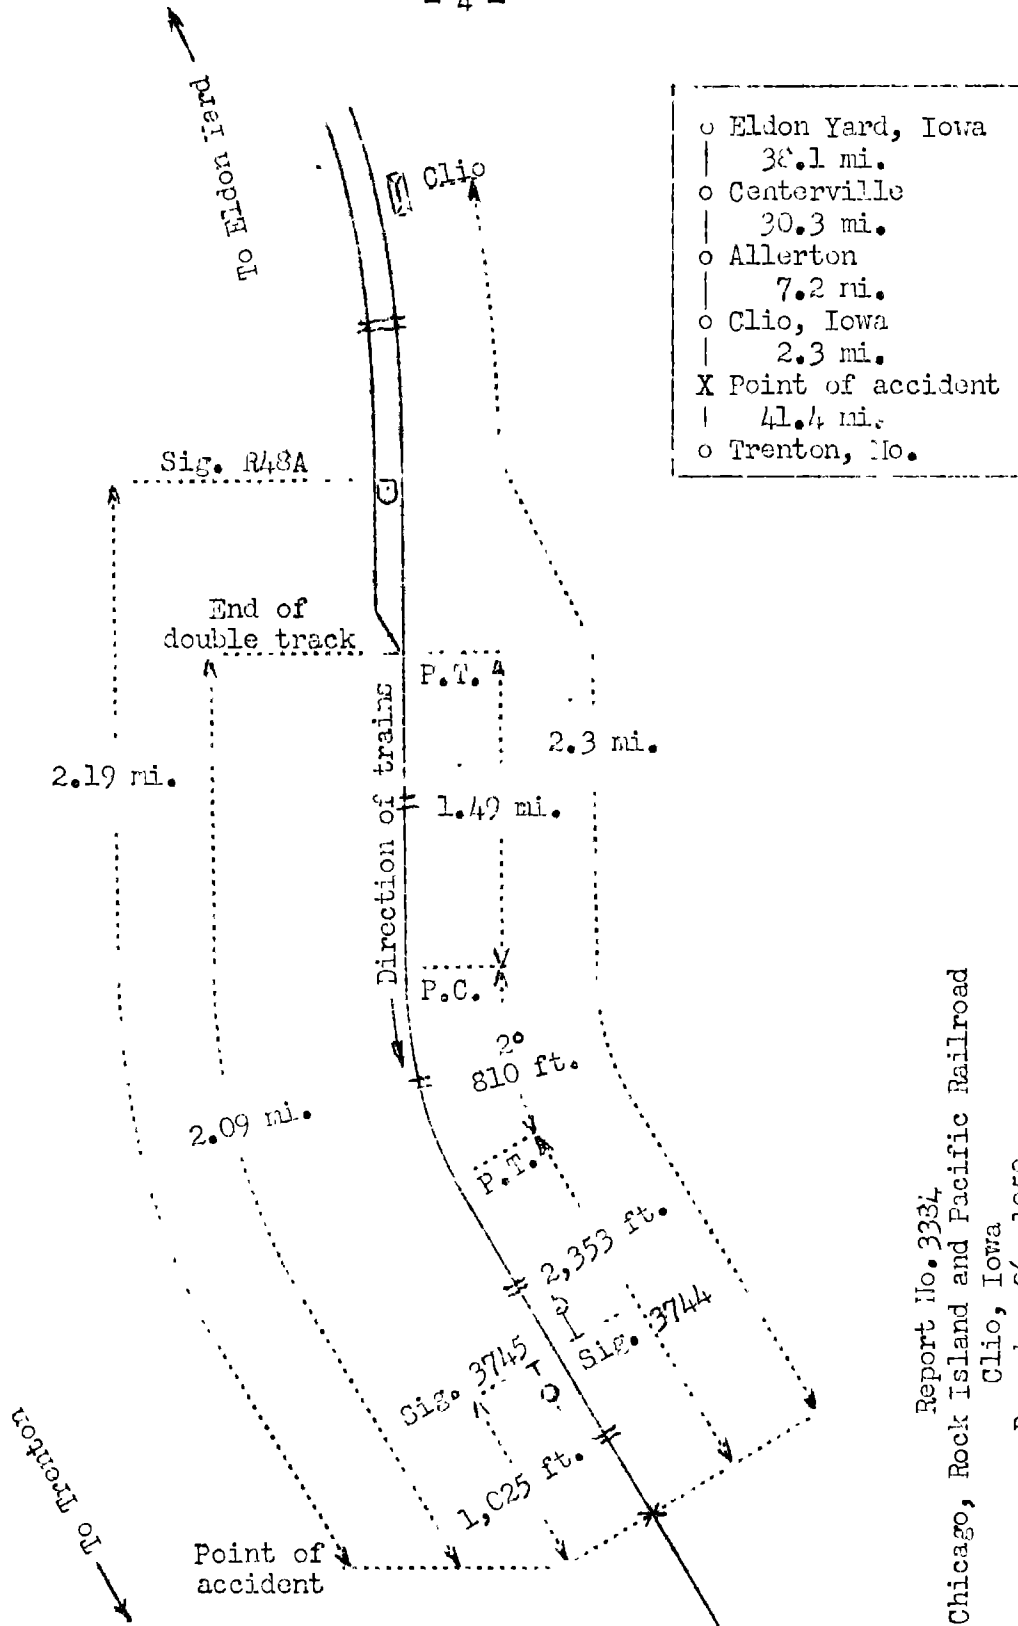 - 4 -
To Eldon Yard
Clio
Eldon Yard, Iowa
38.1 mi.
Centerville
30.3 mi.
Allerton
7.2 mi.
Clio, Iowa
2.3 mi.
X Point of accident
41.4 mi.
Trenton, Mo.
Sig. R48A
End of
double track
P.T.
Direction of trains
2.3 mi.
2.19 mi.
1.49 mi.
P.C.
2°
810 ft.
2.09 mi.
P.T.
2,353 ft.
Sig. 3744
Sig. 3745
1,025 ft.
To Trenton
Point of
accident
Report No. 3384
Chicago, Rock Island and Pacific Railroad
Clio, Iowa